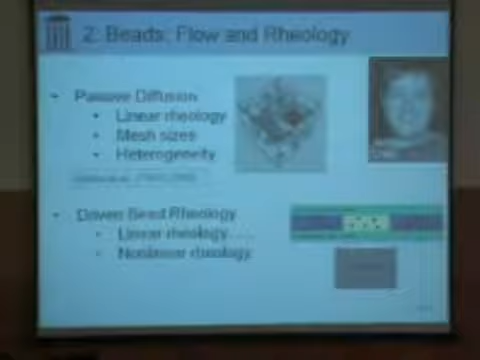 2. Beads: Flow and Rheology
• Passive Diffusion
• Linear rheology
• Mesh sizes
• Heterogeneity
• Driven Bead Rheology
• Linear rheology.....
• Nonlinear rheology